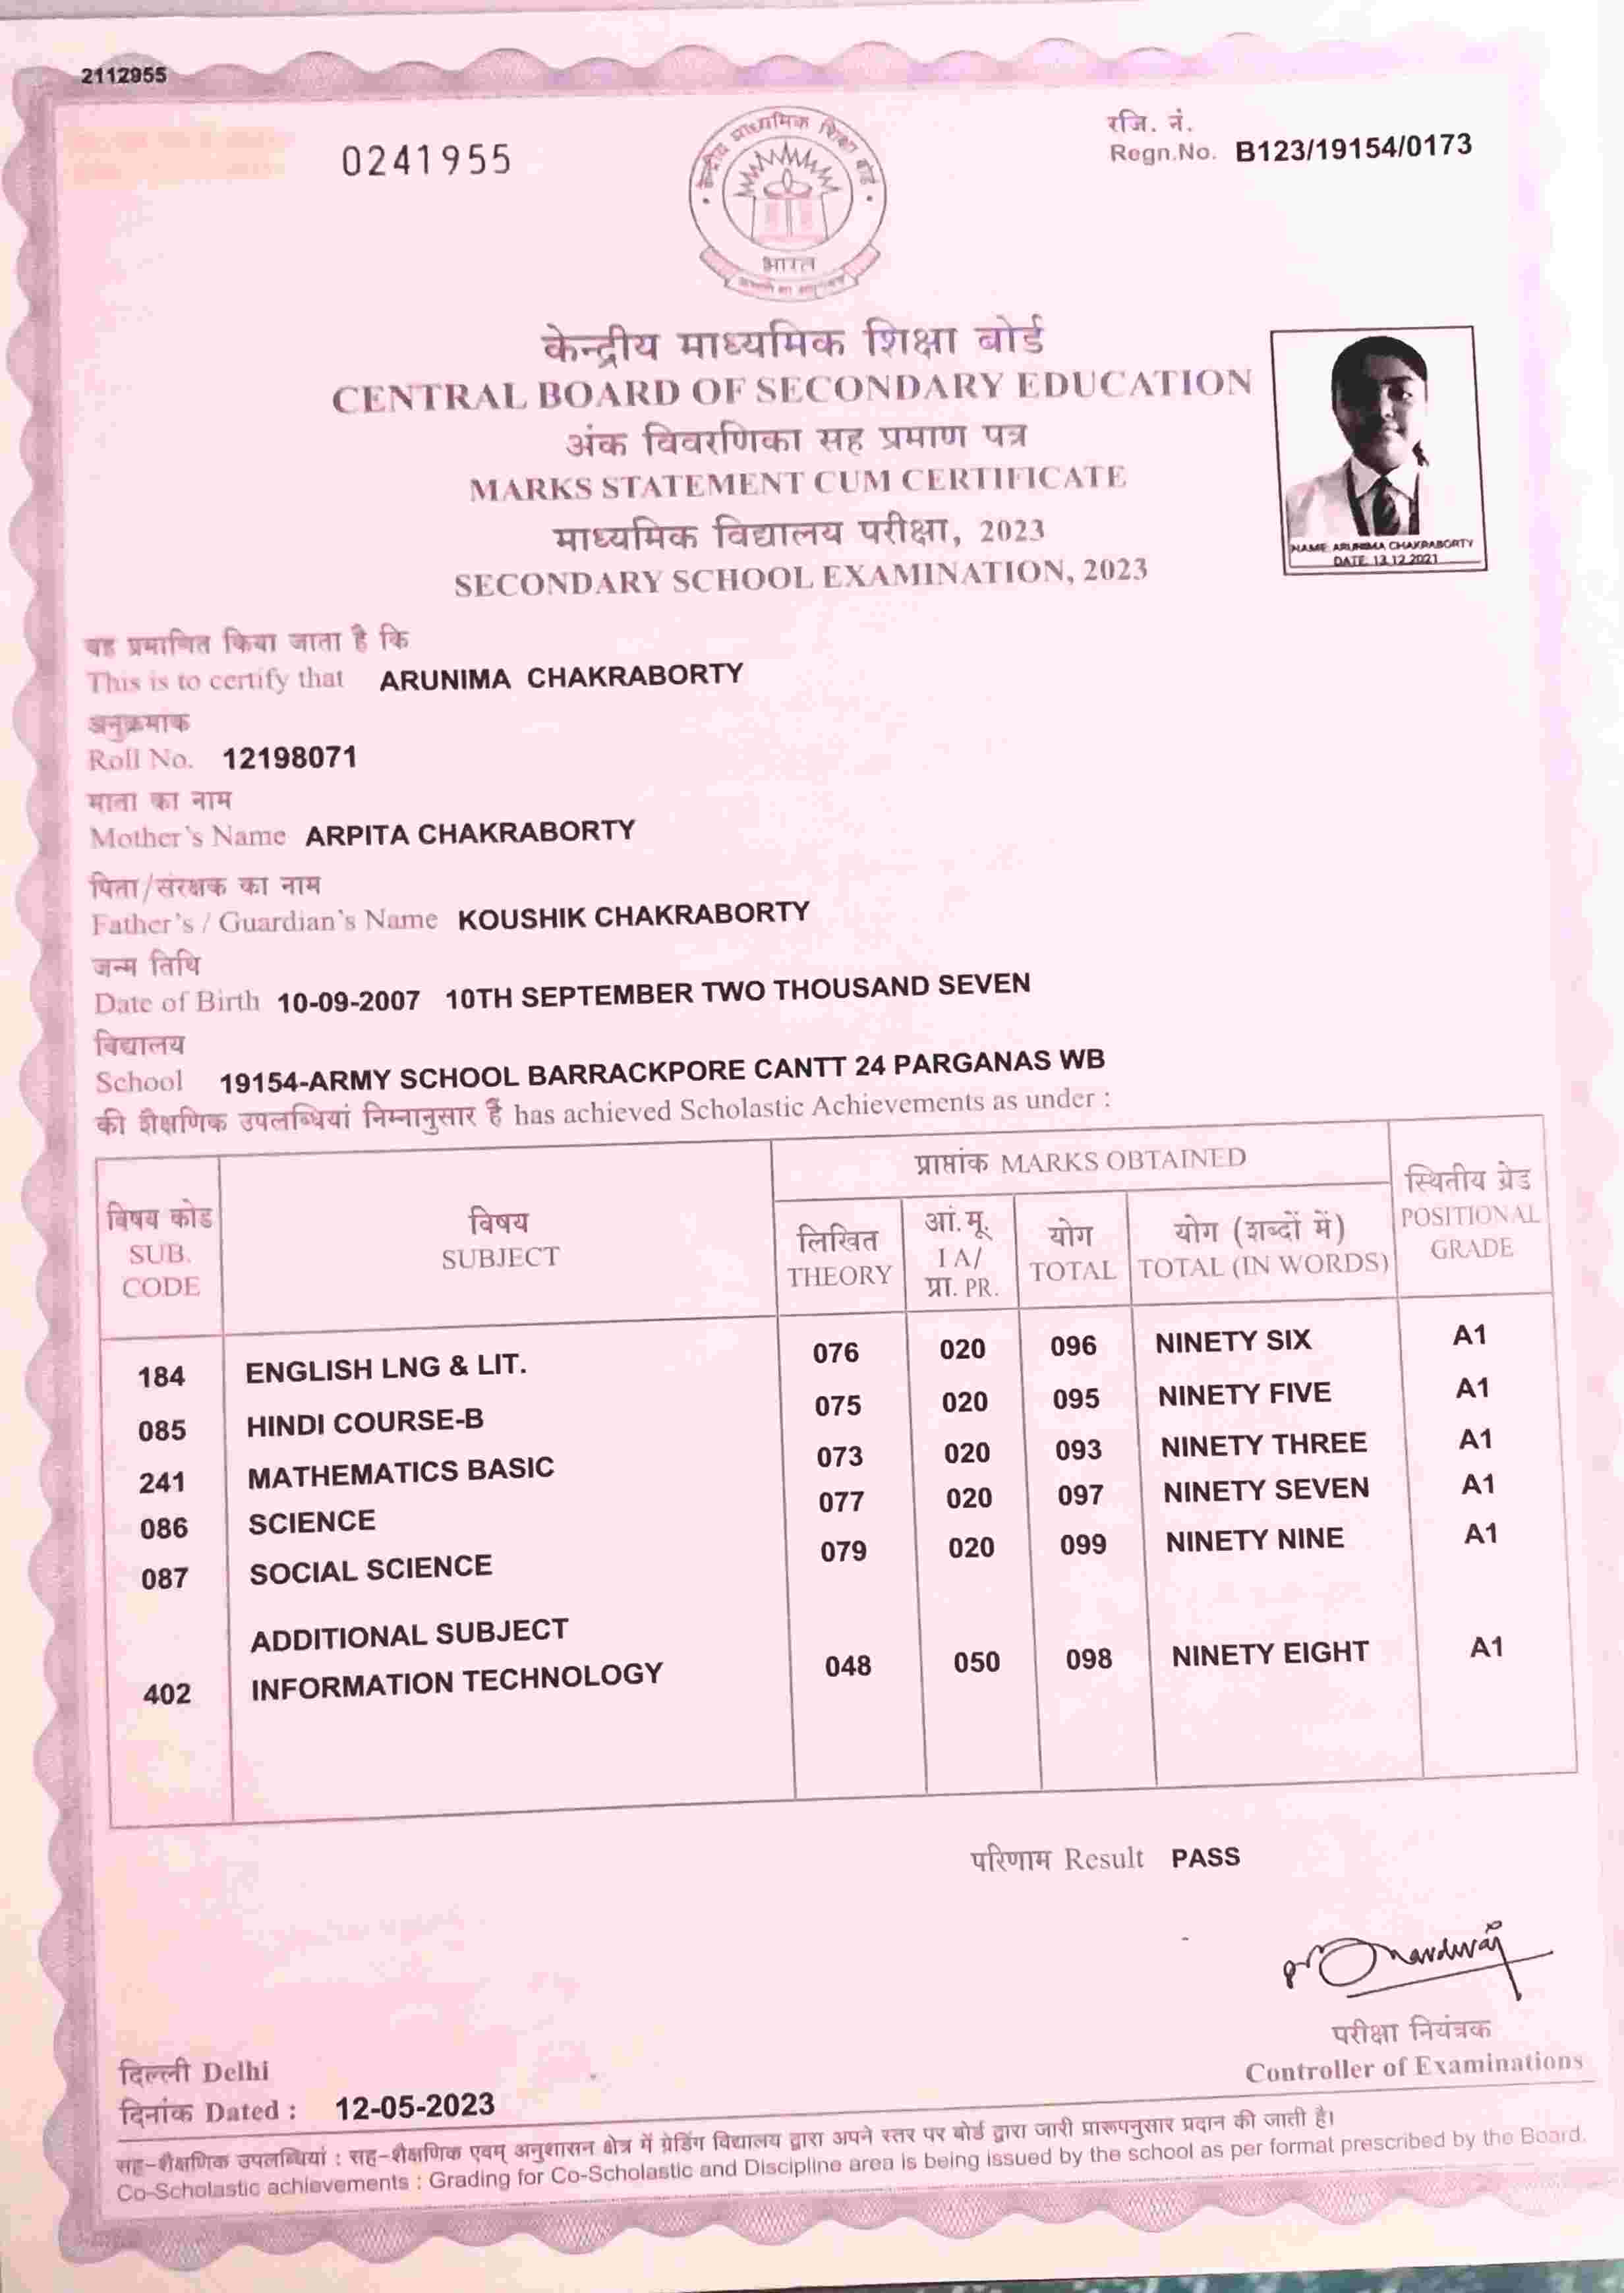 2112955
0241955
रजि. नं.
Regn.No. B123/19154/0173
केन्द्रीय माध्यमिक शिक्षा बोर्ड
भारत
केन्द्रीय माध्यमिक शिक्षा बोर्ड
CENTRAL BOARD OF SECONDARY EDUCATION
अंक विवरणिका सह प्रमाण पत्र
MARKS STATEMENT CUM CERTIFICATE
माध्यमिक विद्यालय परीक्षा, 2023
SECONDARY SCHOOL EXAMINATION, 2023
NAME: ARUNIMA CHAKRABORTY
DATE: 13.12.2021
यह प्रमाणित किया जाता है कि
This is to certify that ARUNIMA CHAKRABORTY
अनुक्रमांक
Roll No. 12198071
माता का नाम
Mother's Name ARPITA CHAKRABORTY
पिता/संरक्षक का नाम
Father's / Guardian's Name KOUSHIK CHAKRABORTY
जन्म तिथि
Date of Birth 10-09-2007 10TH SEPTEMBER TWO THOUSAND SEVEN
विद्यालय
School 19154-ARMY SCHOOL BARRACKPORE CANTT 24 PARGANAS WB
की शैक्षणिक उपलब्धियां निम्नानुसार हैं has achieved Scholastic Achievements as under :
विषय कोड SUB. CODE
विषय SUBJECT
प्राप्तांक MARKS OBTAINED
लिखित THEORY
आं.मू. I A/ प्रा. PR.
योग TOTAL
योग (शब्दों में) TOTAL (IN WORDS)
स्थितीय ग्रेड POSITIONAL GRADE
184 ENGLISH LNG & LIT. 076 020 096 NINETY SIX A1
085 HINDI COURSE-B 075 020 095 NINETY FIVE A1
241 MATHEMATICS BASIC 073 020 093 NINETY THREE A1
086 SCIENCE 077 020 097 NINETY SEVEN A1
087 SOCIAL SCIENCE 079 020 099 NINETY NINE A1
ADDITIONAL SUBJECT
402 INFORMATION TECHNOLOGY 048 050 098 NINETY EIGHT A1
परिणाम Result PASS
परीक्षा नियंत्रक
Controller of Examinations
दिल्ली Delhi
दिनांक Dated : 12-05-2023
सह-शैक्षणिक उपलब्धियां : सह-शैक्षणिक एवम् अनुशासन क्षेत्र में ग्रेडिंग विद्यालय द्वारा अपने स्तर पर बोर्ड द्वारा जारी प्रारूपनुसार प्रदान की जाती है।
Co-Scholastic achievements : Grading for Co-Scholastic and Discipline area is being issued by the school as per format prescribed by the Board.